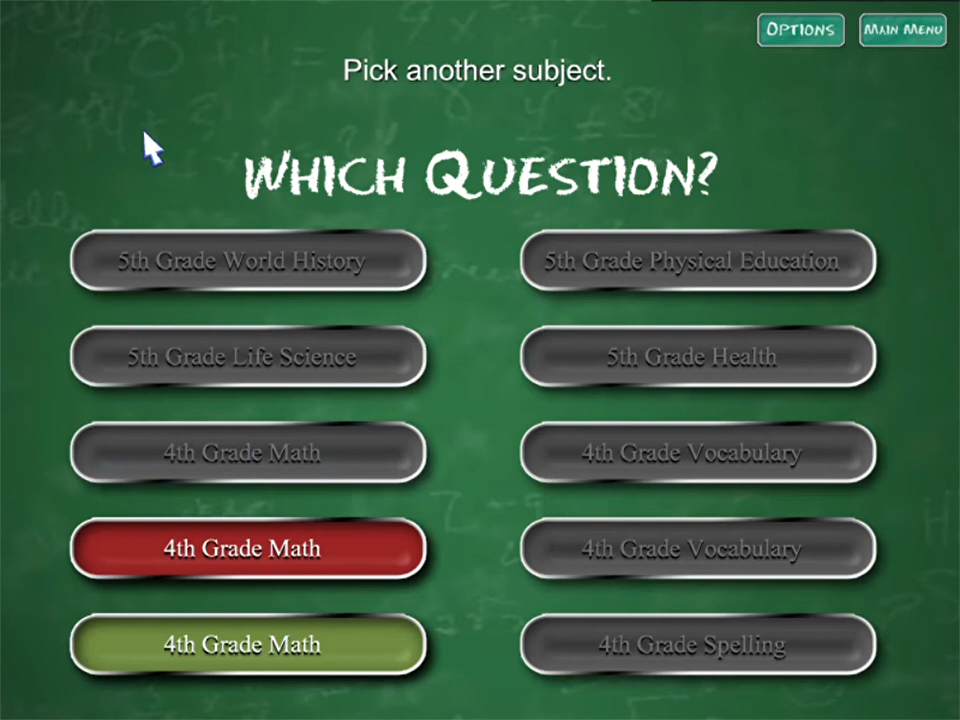 OPTIONS
MAIN MENU
Pick another subject.
WHICH QUESTION?
5th Grade World History
5th Grade Physical Education
5th Grade Life Science
5th Grade Health
4th Grade Math
4th Grade Vocabulary
4th Grade Math
4th Grade Vocabulary
4th Grade Math
4th Grade Spelling